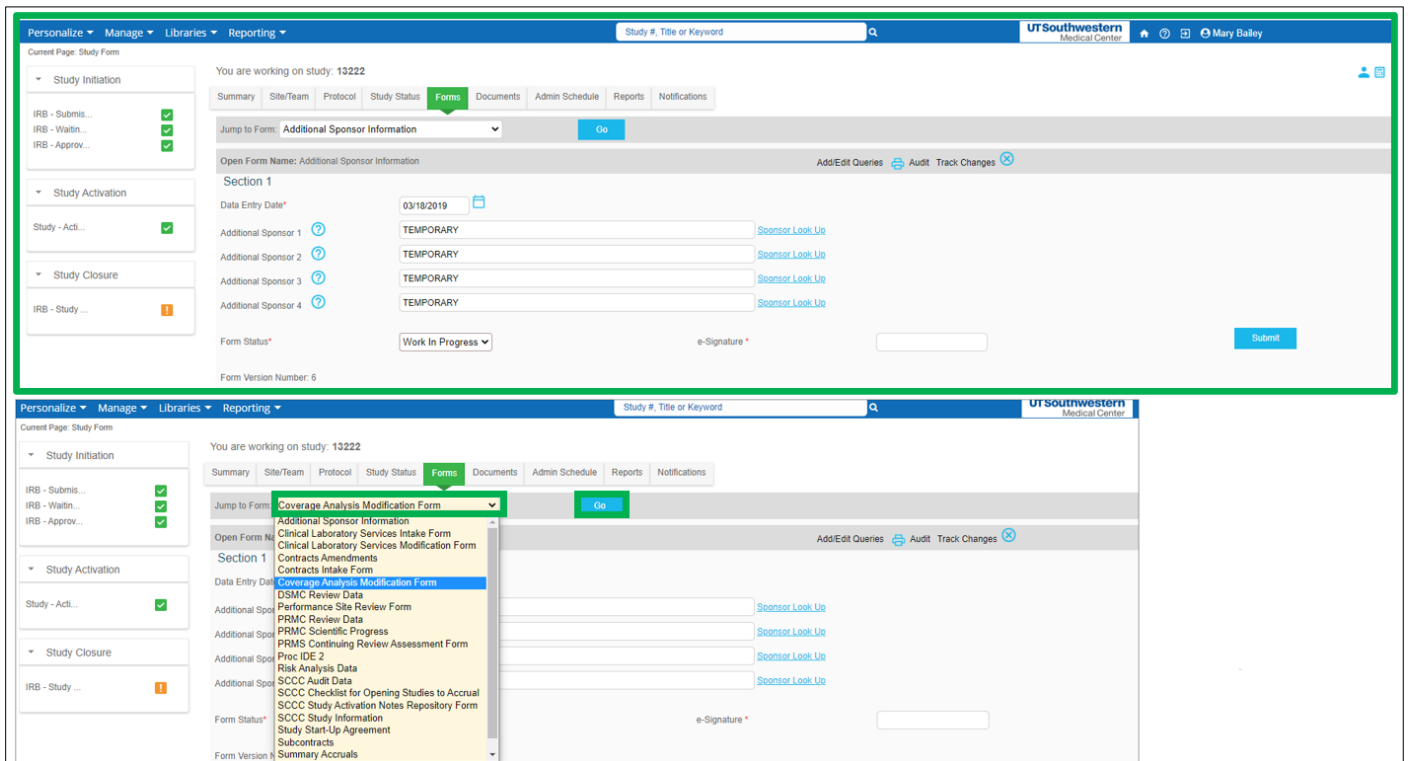 Personalize Manage Libraries Reporting Study #, Title or Keyword UTSouthwestern Medical Center Mary Bailey
Current Page: Study Form
Study Initiation
IRB - Submis...
IRB - Waitin...
IRB - Approv...
Study Activation
Study - Acti...
Study Closure
IRB - Study ...
You are working on study: 13222
Summary Site/Team Protocol Study Status Forms Documents Admin Schedule Reports Notifications
Jump to Form: Additional Sponsor Information Go
Open Form Name: Additional Sponsor Information Add/Edit Queries Audit Track Changes
Section 1
Data Entry Date* 03/18/2019
Additional Sponsor 1 TEMPORARY Sponsor Look Up
Additional Sponsor 2 TEMPORARY Sponsor Look Up
Additional Sponsor 3 TEMPORARY Sponsor Look Up
Additional Sponsor 4 TEMPORARY Sponsor Look Up
Form Status* Work In Progress e-Signature * Submit
Form Version Number: 6
Personalize Manage Libraries Reporting Study #, Title or Keyword UTSouthwestern Medical Center
Current Page: Study Form
Study Initiation
IRB - Submis...
IRB - Waitin...
IRB - Approv...
Study Activation
Study - Acti...
Study Closure
IRB - Study ...
You are working on study: 13222
Summary Site/Team Protocol Study Status Forms Documents Admin Schedule Reports Notifications
Jump to Form: Coverage Analysis Modification Form Go
Additional Sponsor Information
Clinical Laboratory Services Intake Form
Clinical Laboratory Services Modification Form
Contracts Amendments
Contracts Intake Form
Coverage Analysis Modification Form
DSMC Review Data
Performance Site Review Form
PRMC Review Data
PRMC Scientific Progress
PRMS Continuing Review Assessment Form
Proc IDE 2
Risk Analysis Data
SCCC Audit Data
SCCC Checklist for Opening Studies to Accrual
SCCC Study Activation Notes Repository Form
SCCC Study Information
Study Start-Up Agreement
Subcontracts
Summary Accruals
Open Form Na Add/Edit Queries Audit Track Changes
Section 1
Data Entry Dat
Additional Spor Sponsor Look Up
Additional Spor Sponsor Look Up
Additional Spor Sponsor Look Up
Additional Spor Sponsor Look Up
Form Status* e-Signature *
Form Version N